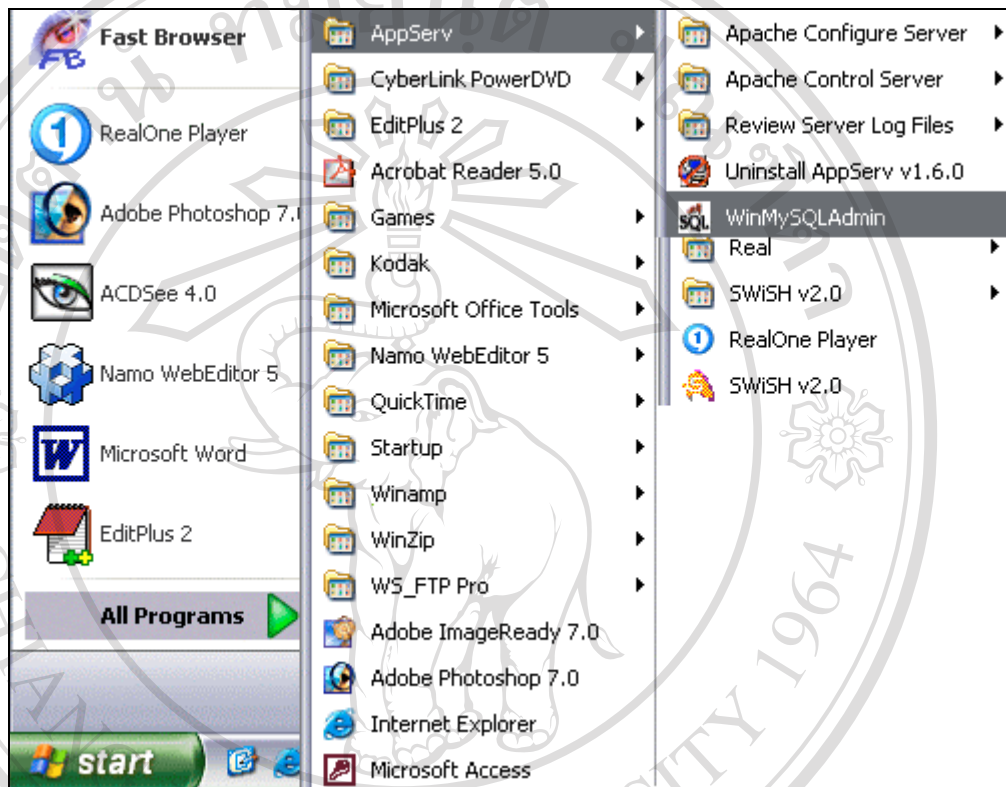 Fast Browser
RealOne Player
Adobe Photoshop 7.
ACDSee 4.0
Namo WebEditor 5
Microsoft Word
EditPlus 2
All Programs
start
AppServ
CyberLink PowerDVD
EditPlus 2
Acrobat Reader 5.0
Games
Kodak
Microsoft Office Tools
Namo WebEditor 5
QuickTime
Startup
Winamp
WinZip
WS_FTP Pro
Adobe ImageReady 7.0
Adobe Photoshop 7.0
Internet Explorer
Microsoft Access
Apache Configure Server
Apache Control Server
Review Server Log Files
Uninstall AppServ v1.6.0
SQL WinMySQLAdmin
Real
SWiSH v2.0
RealOne Player
SWiSH v2.0
1964